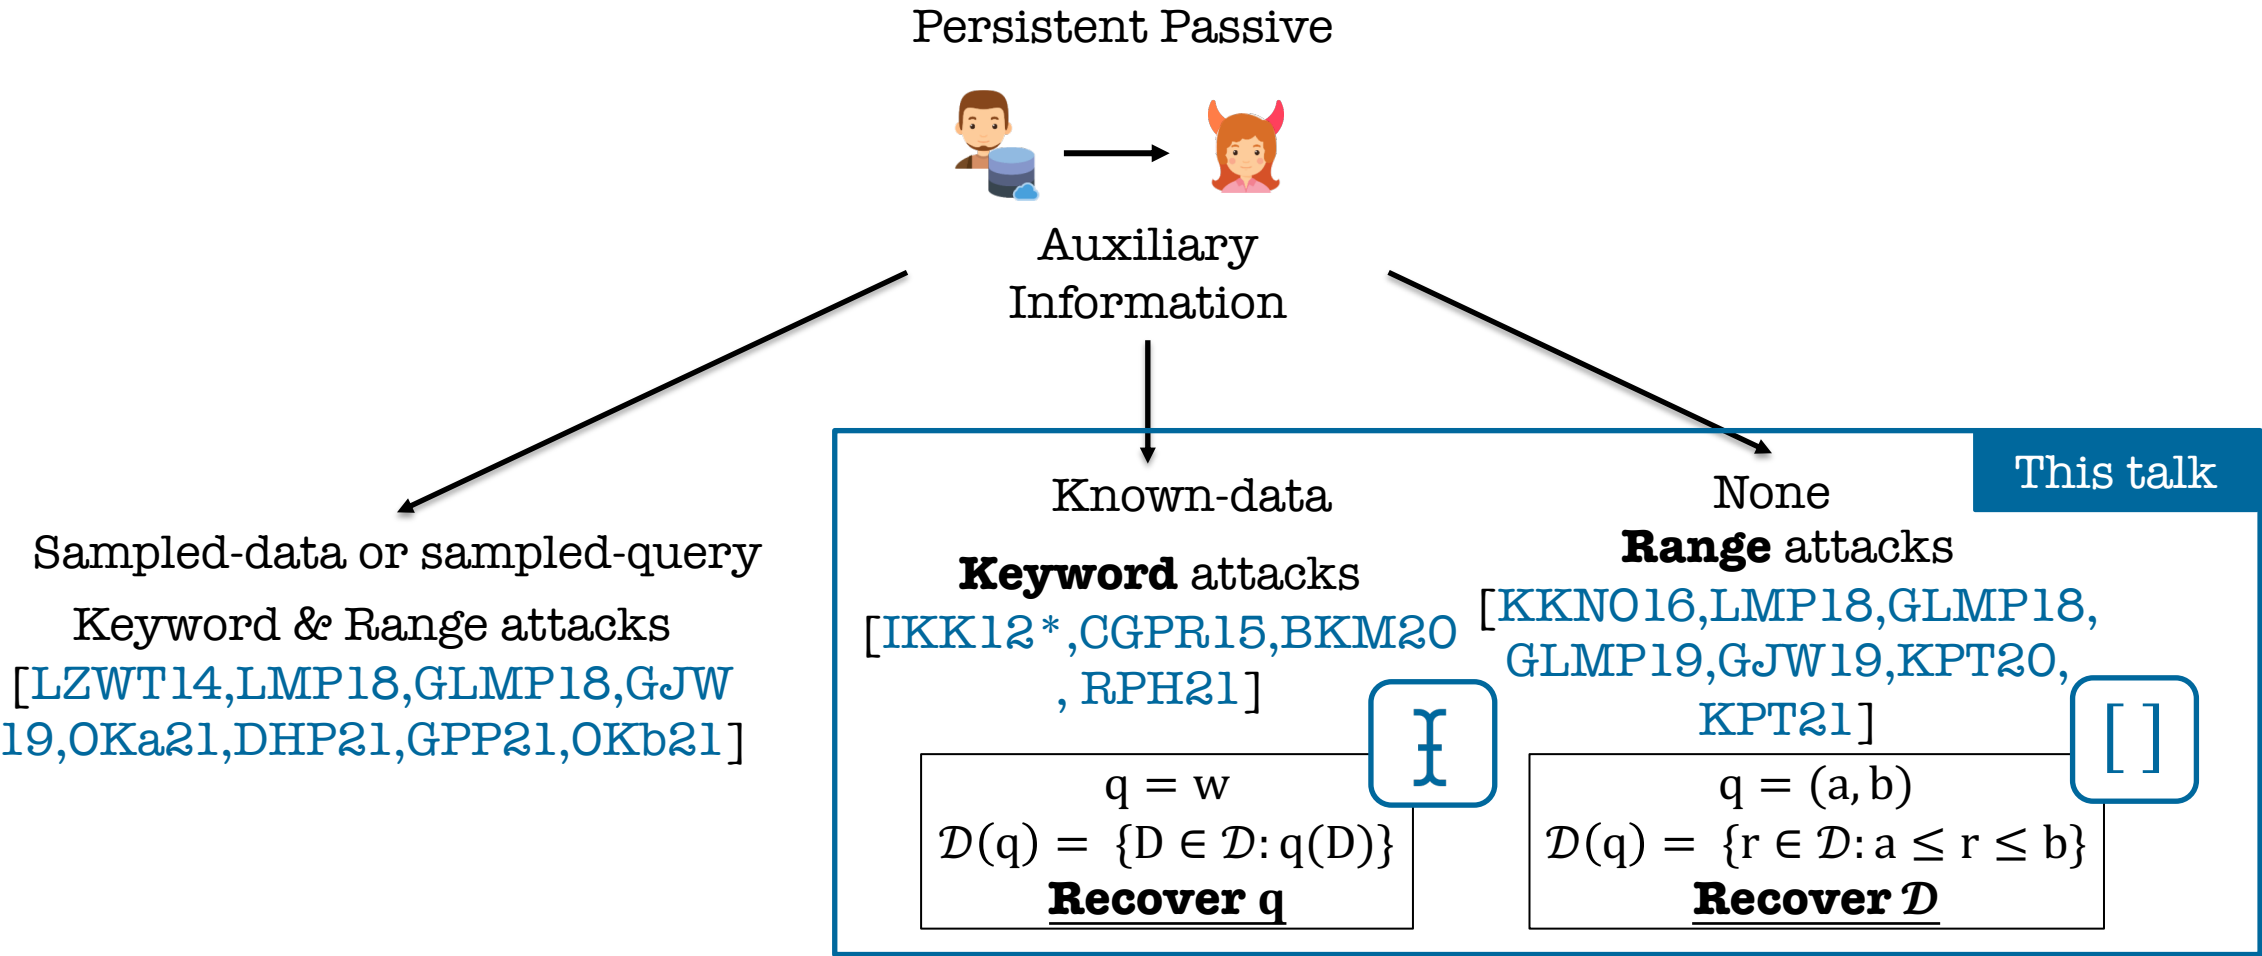 Persistent Passive
Auxiliary
Information
Sampled-data or sampled-query
Keyword & Range attacks
[LZWT14,LMP18,GLMP18,GJW
19,OKa21,DHP21,GPP21,OKb21]
This talk
Known-data
Keyword attacks
[IKK12*,CGPR15,BKM20
, RPH21]
q = w
𝒟(q) = {D ∈ 𝒟: q(D)}
Recover q
None
Range attacks
[KKNO16,LMP18,GLMP18,
GLMP19,GJW19,KPT20,
KPT21]
[ ]
q = (a, b)
𝒟(q) = {r ∈ 𝒟: a ≤ r ≤ b}
Recover 𝒟